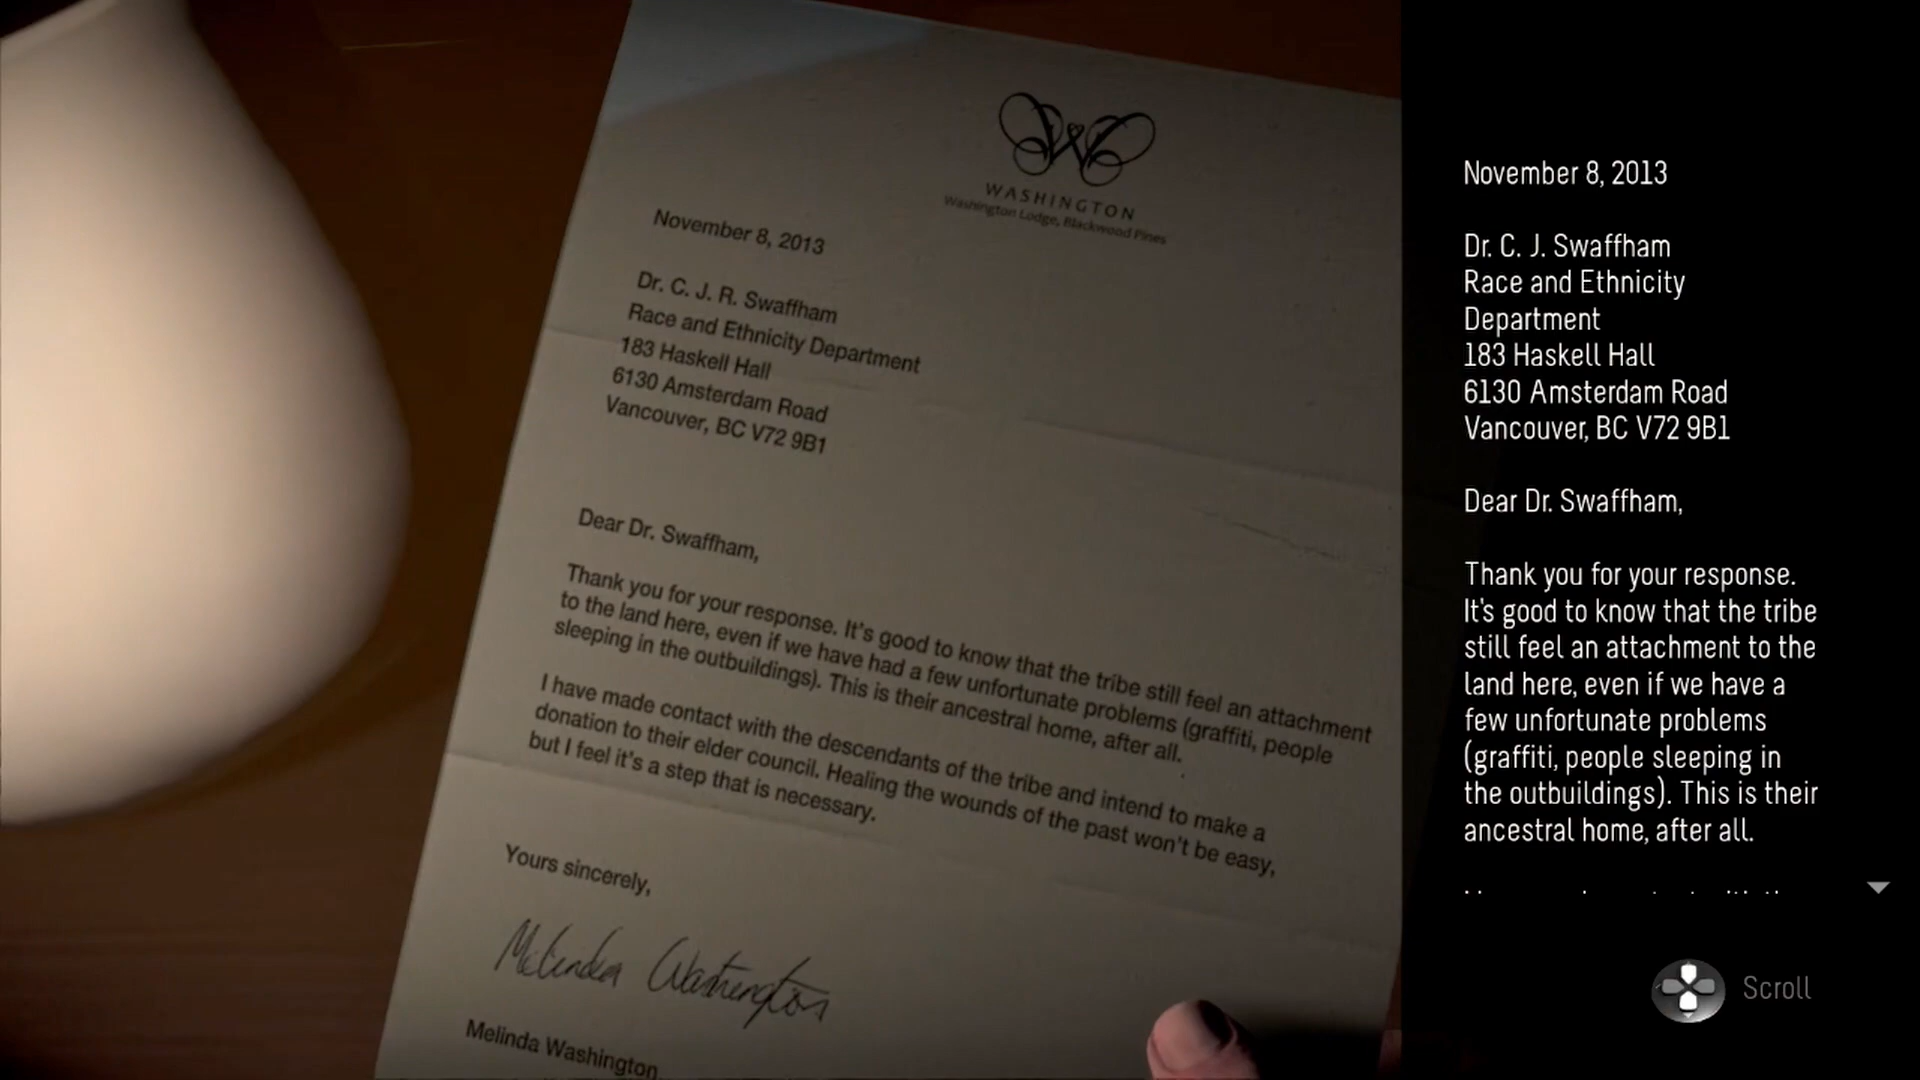 WASHINGTON
Washington Lodge, Blackwood Pines
November 8, 2013
Dr. C. J. R. Swaffham
Race and Ethnicity Department
183 Haskell Hall
6130 Amsterdam Road
Vancouver, BC V72 9B1
Dear Dr. Swaffham,
Thank you for your response. It's good to know that the tribe still feel an attachment
to the land here, even if we have had a few unfortunate problems (graffiti, people
sleeping in the outbuildings). This is their ancestral home, after all.
I have made contact with the descendants of the tribe and intend to make a
donation to their elder council. Healing the wounds of the past won't be easy,
but I feel it's a step that is necessary.
Yours sincerely,
Melinda Washington
Melinda Washington
November 8, 2013
Dr. C. J. Swaffham
Race and Ethnicity
Department
183 Haskell Hall
6130 Amsterdam Road
Vancouver, BC V72 9B1
Dear Dr. Swaffham,
Thank you for your response.
It's good to know that the tribe
still feel an attachment to the
land here, even if we have a
few unfortunate problems
(graffiti, people sleeping in
the outbuildings). This is their
ancestral home, after all.
Scroll